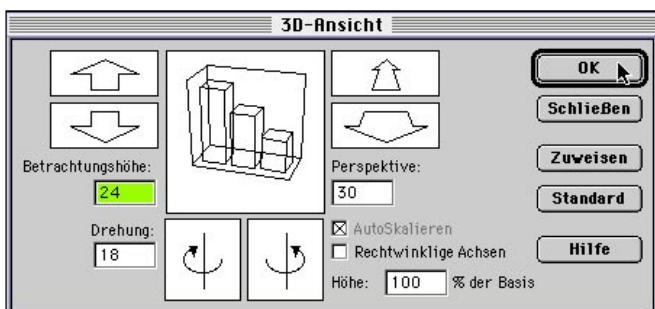 3D-Ansicht
Betrachtungshöhe:
24
Drehung:
18
Perspektive:
30
AutoSkalieren
Rechtwinklige Achsen
Höhe: 100 % der Basis
OK
Schließen
Zuweisen
Standard
Hilfe